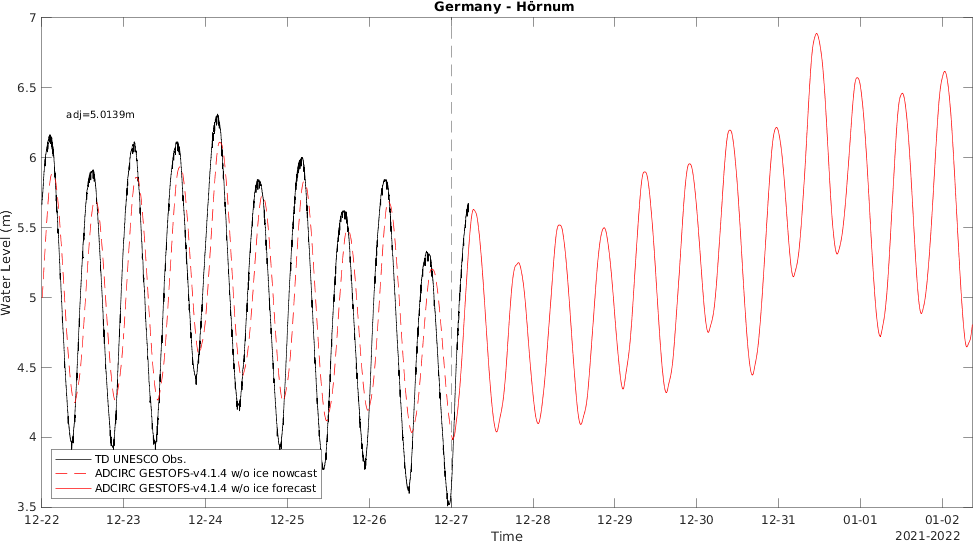 Germany - Hörnum
7
6.5
6
5.5
5
4.5
4
3.5
Water Level (m)
adj=5.0139m
TD UNESCO Obs.
ADCIRC GESTOFS-v4.1.4 w/o ice nowcast
ADCIRC GESTOFS-v4.1.4 w/o ice forecast
12-22 12-23 12-24 12-25 12-26 12-27 12-28 12-29 12-30 12-31 01-01 01-02
Time
2021-2022